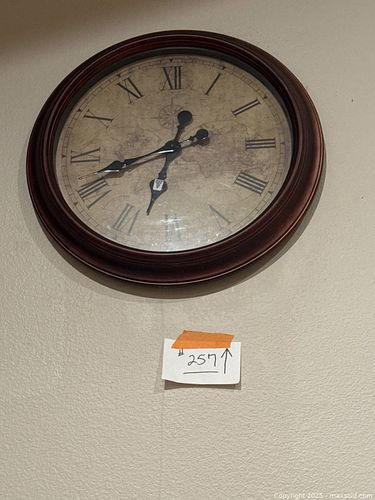 XII
I
II
III
IIII
V
VI
VII
VIII
IX
X
XI
# 257 ↑
Copyright 2025 - maxsold.com